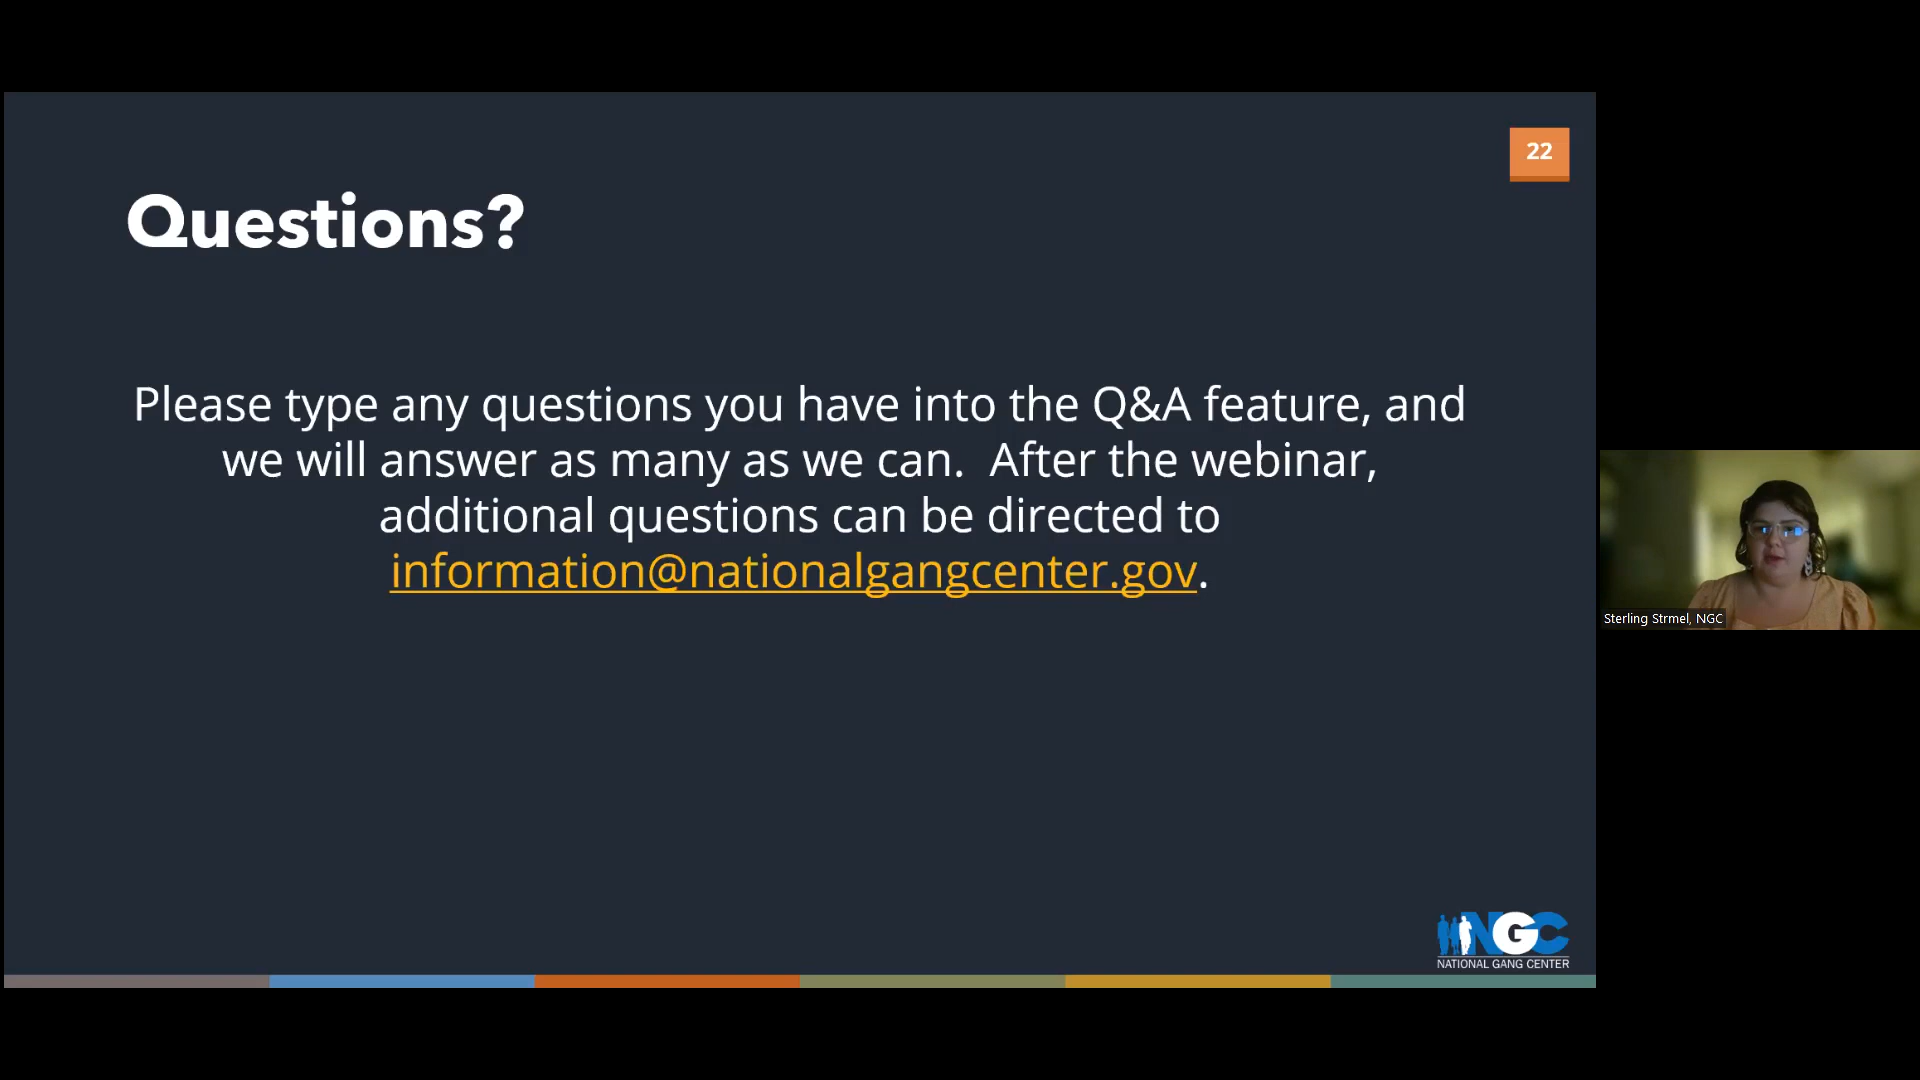 22
Questions?
Please type any questions you have into the Q&A feature, and
we will answer as many as we can.  After the webinar,
additional questions can be directed to
information@nationalgangcenter.gov.
Sterling Strmel, NGC
NGC
NATIONAL GANG CENTER